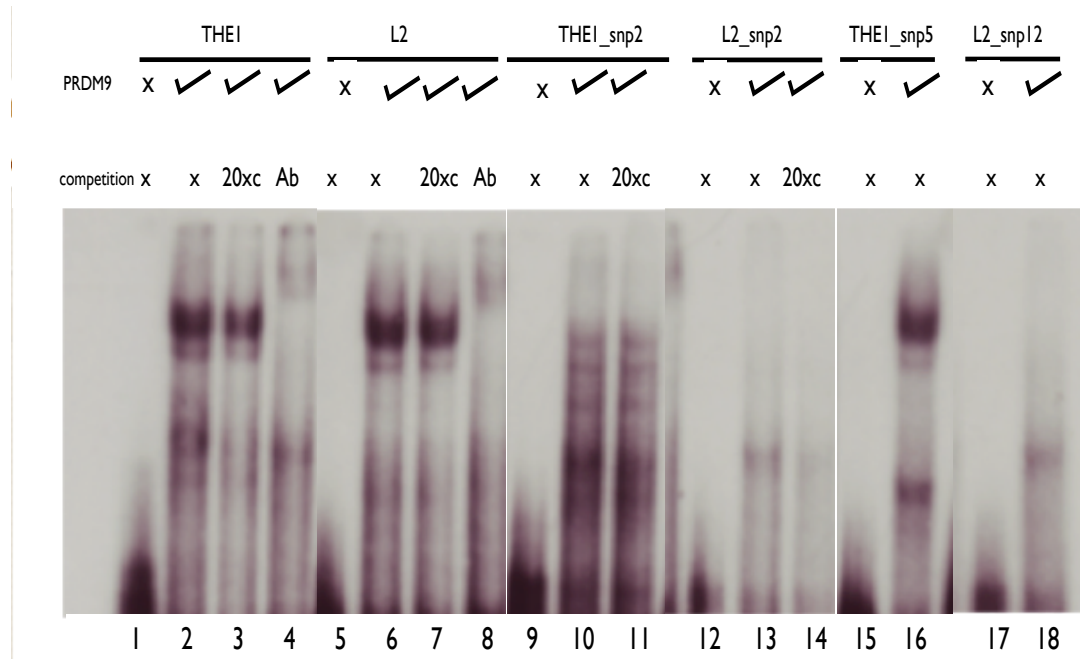 THE1 L2 THE1_snp2 L2_snp2 THE1_snp5 L2_snp12
PRDM9 x ✓ ✓ ✓ x ✓ ✓ ✓ x ✓ ✓ x ✓ ✓ x ✓ x ✓
competition x x 20xc Ab x x 20xc Ab x x 20xc x x 20xc x x x x
1 2 3 4 5 6 7 8 9 10 11 12 13 14 15 16 17 18